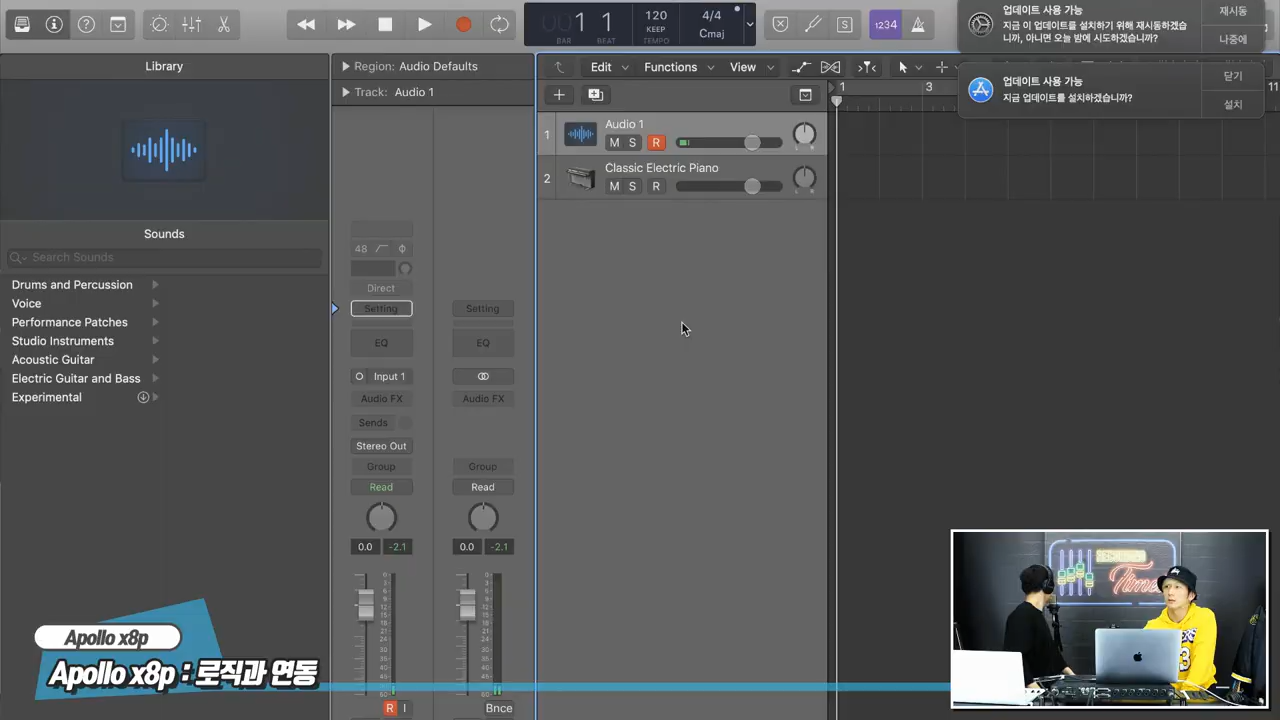 1 1
BAR BEAT
120
KEEP
TEMPO
4/4
Cmaj
1234
S
업데이트 사용 가능
지금 이 업데이트를 설치하기 위해 재시동하겠습
니까, 아니면 오늘 밤에 시도하겠습니까?
재시동
나중에
업데이트 사용 가능
지금 업데이트를 설치하겠습니까?
닫기
설치
Library
Region: Audio Defaults
Track: Audio 1
Edit Functions View
1 3 11
1 Audio 1
M S R
2 Classic Electric Piano
M S R
Sounds
Search Sounds
Drums and Percussion
Voice
Performance Patches
Studio Instruments
Acoustic Guitar
Electric Guitar and Bass
Experimental
48
Direct
Setting Setting
EQ EQ
Input 1
Audio FX Audio FX
Sends
Stereo Out
Group Group
Read Read
0.0 -2.1 0.0 -2.1
R I Bnce
Time
Apollo x8p
Apollo x8p : 로직과 연동